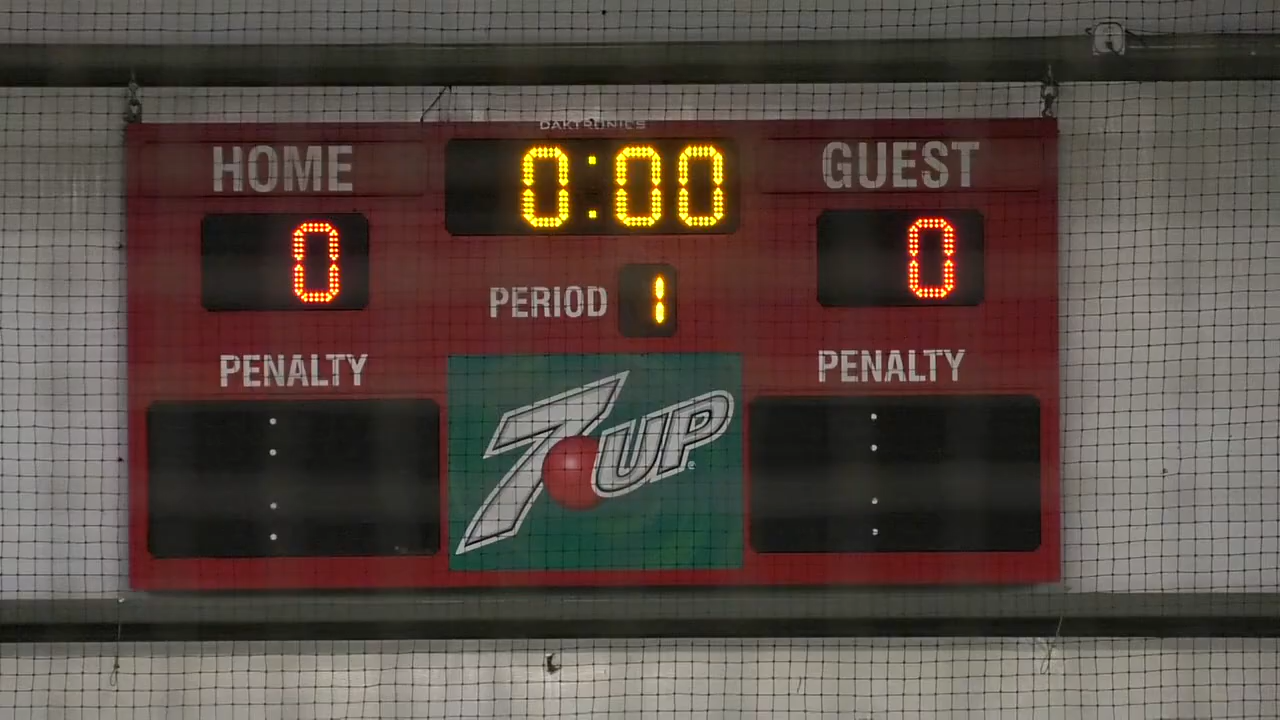 DAKTRONICS
HOME
0:00
GUEST
0
0
PERIOD 1
PENALTY
PENALTY
7UP®